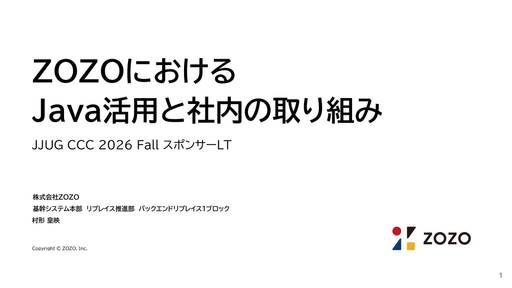 ZOZOにおける
Java活用と社内の取り組み
JJUG CCC 2026 Fall スポンサーLT
株式会社ZOZO
基幹システム本部 リプレイス推進部 バックエンドリプレイス1ブロック
村形 皇映
Copyright © ZOZO, Inc.
ZOZO
1